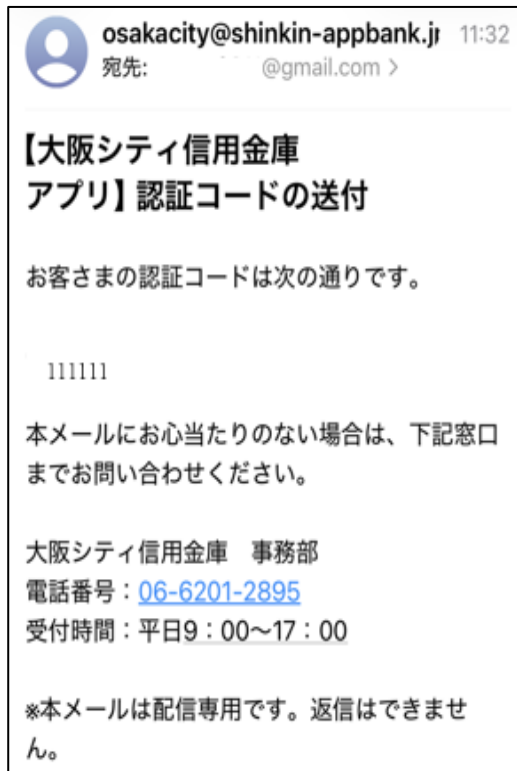 osakacity@shinkin-appbank.jp 11:32
宛先: @gmail.com >
【大阪シティ信用金庫
アプリ】認証コードの送付
お客さまの認証コードは次の通りです。
111111
本メールにお心当たりのない場合は、下記窓口
までお問い合わせください。
大阪シティ信用金庫　事務部
電話番号：06-6201-2895
受付時間：平日9：00～17：00
※本メールは配信専用です。返信はできませ
ん。